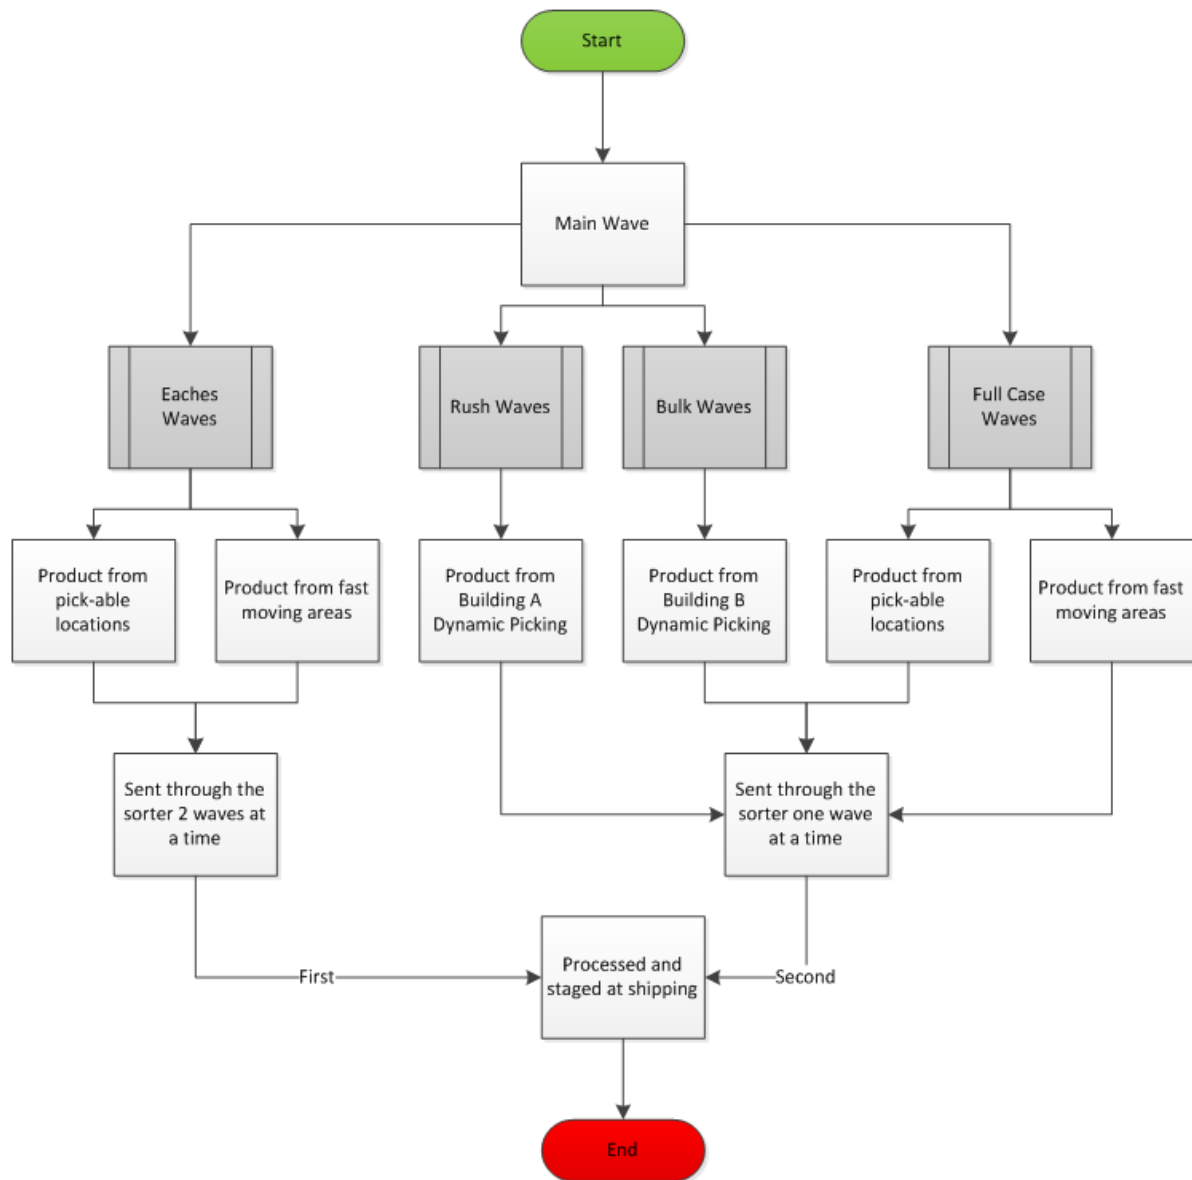 Start
Main Wave
Eaches
Waves
Rush Waves
Bulk Waves
Full Case
Waves
Product from
pick-able
locations
Product from fast
moving areas
Product from
Building A
Dynamic Picking
Product from
Building B
Dynamic Picking
Product from
pick-able
locations
Product from fast
moving areas
Sent through the
sorter 2 waves at
a time
Sent through the
sorter one wave
at a time
First
Processed and
staged at shipping
Second
End